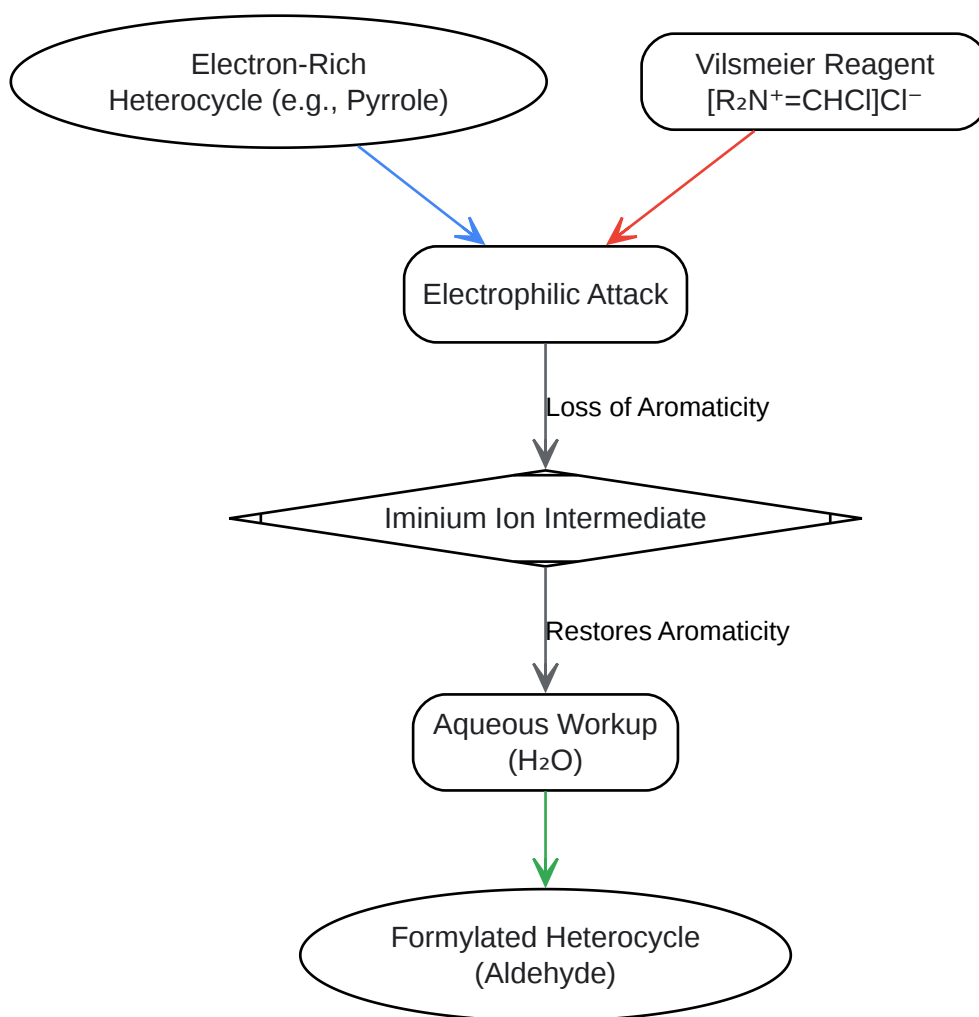 Electron-Rich
Heterocycle (e.g., Pyrrole)
Vilsmeier Reagent
[R₂N⁺=CHCl]Cl⁻
Electrophilic Attack
Loss of Aromaticity
Iminium Ion Intermediate
Restores Aromaticity
Aqueous Workup
(H₂O)
Formylated Heterocycle
(Aldehyde)